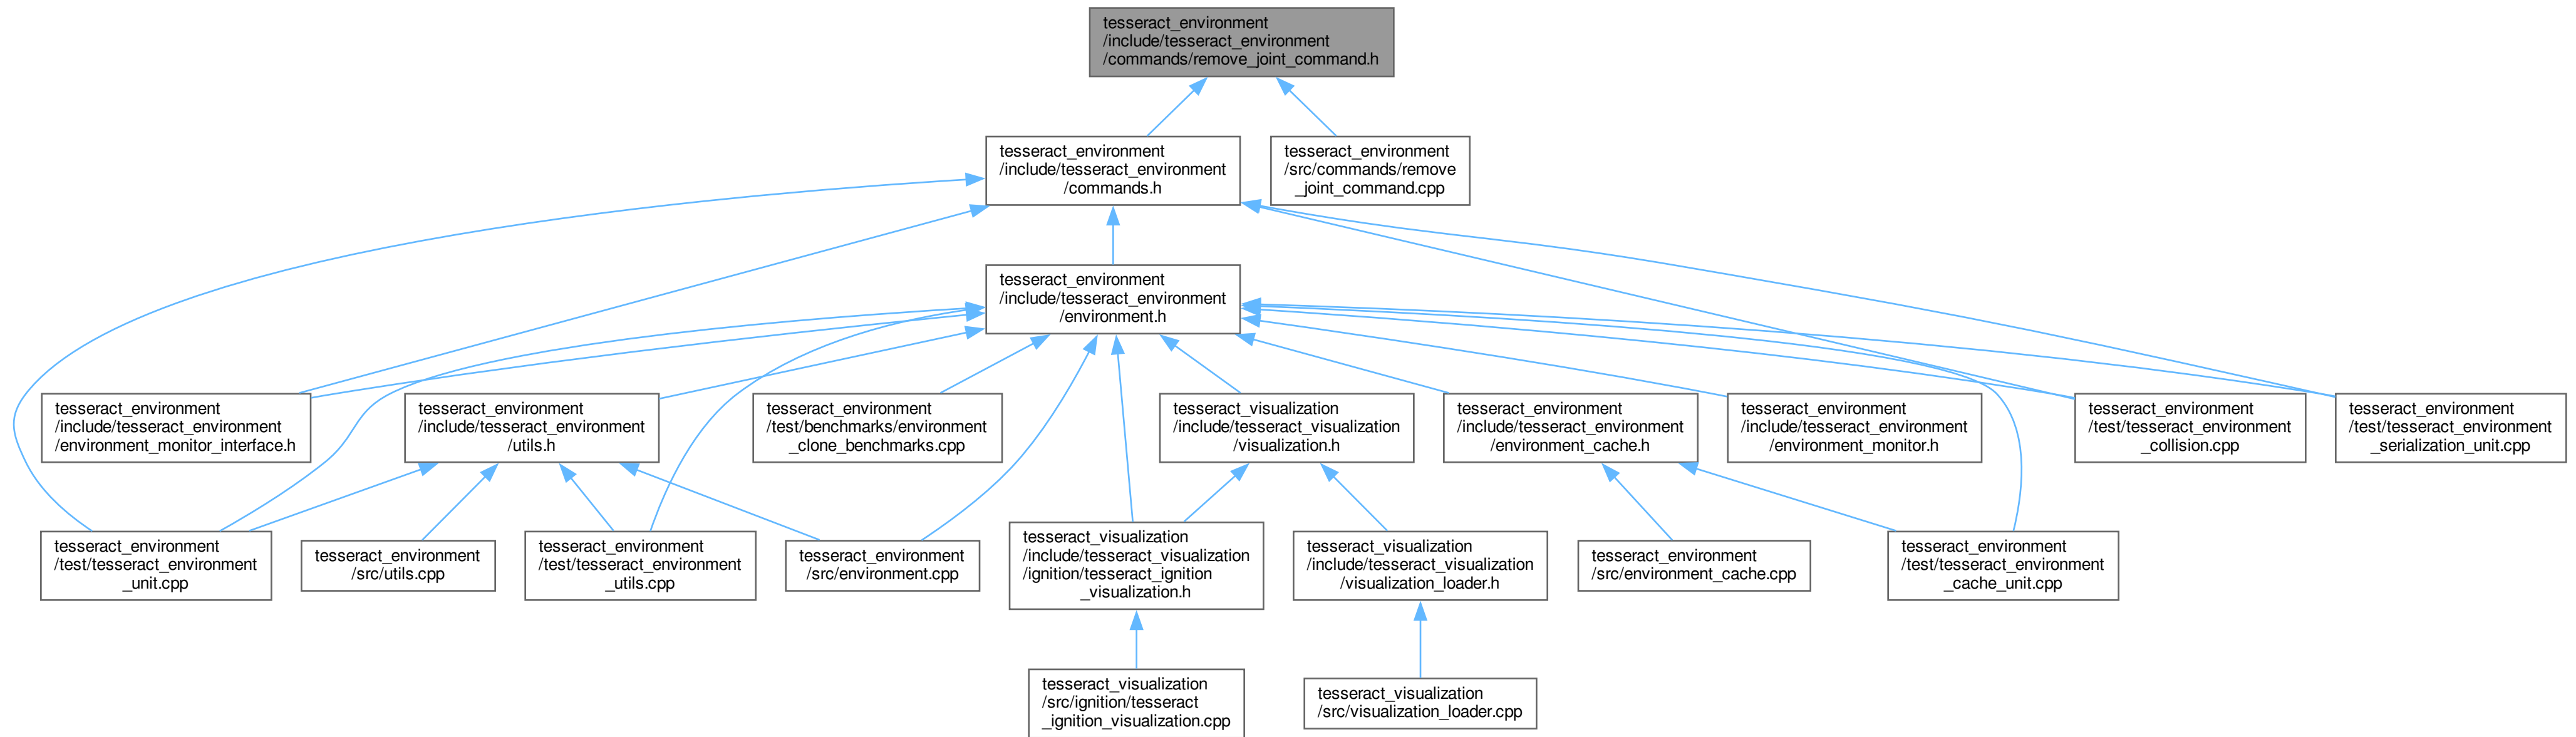 tesseract_environment
/include/tesseract_environment
/commands/remove_joint_command.h
tesseract_environment
/include/tesseract_environment
/commands.h
tesseract_environment
/src/commands/remove
_joint_command.cpp
tesseract_environment
/include/tesseract_environment
/environment.h
tesseract_environment
/include/tesseract_environment
/environment_monitor_interface.h
tesseract_environment
/include/tesseract_environment
/utils.h
tesseract_environment
/test/benchmarks/environment
_clone_benchmarks.cpp
tesseract_visualization
/include/tesseract_visualization
/visualization.h
tesseract_environment
/include/tesseract_environment
/environment_cache.h
tesseract_environment
/include/tesseract_environment
/environment_monitor.h
tesseract_environment
/test/tesseract_environment
_collision.cpp
tesseract_environment
/test/tesseract_environment
_serialization_unit.cpp
tesseract_environment
/test/tesseract_environment
_unit.cpp
tesseract_environment
/src/utils.cpp
tesseract_environment
/test/tesseract_environment
_utils.cpp
tesseract_environment
/src/environment.cpp
tesseract_visualization
/include/tesseract_visualization
/ignition/tesseract_ignition
_visualization.h
tesseract_visualization
/include/tesseract_visualization
/visualization_loader.h
tesseract_environment
/src/environment_cache.cpp
tesseract_environment
/test/tesseract_environment
_cache_unit.cpp
tesseract_visualization
/src/ignition/tesseract
_ignition_visualization.cpp
tesseract_visualization
/src/visualization_loader.cpp